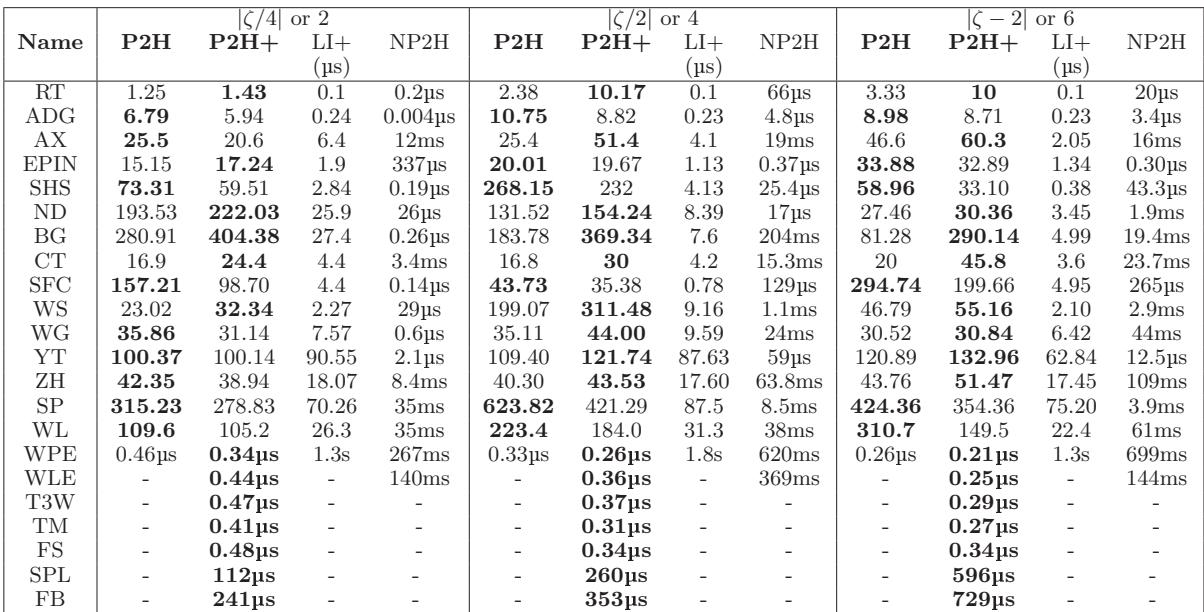 |ζ/4| or 2 |ζ/2| or 4 |ζ − 2| or 6
Name P2H P2H+ LI+ NP2H P2H P2H+ LI+ NP2H P2H P2H+ LI+ NP2H
(µs) (µs) (µs)
RT 1.25 1.43 0.1 0.2µs 2.38 10.17 0.1 66µs 3.33 10 0.1 20µs
ADG 6.79 5.94 0.24 0.004µs 10.75 8.82 0.23 4.8µs 8.98 8.71 0.23 3.4µs
AX 25.5 20.6 6.4 12ms 25.4 51.4 4.1 19ms 46.6 60.3 2.05 16ms
EPIN 15.15 17.24 1.9 337µs 20.01 19.67 1.13 0.37µs 33.88 32.89 1.34 0.30µs
SHS 73.31 59.51 2.84 0.19µs 268.15 232 4.13 25.4µs 58.96 33.10 0.38 43.3µs
ND 193.53 222.03 25.9 26µs 131.52 154.24 8.39 17µs 27.46 30.36 3.45 1.9ms
BG 280.91 404.38 27.4 0.26µs 183.78 369.34 7.6 204ms 81.28 290.14 4.99 19.4ms
CT 16.9 24.4 4.4 3.4ms 16.8 30 4.2 15.3ms 20 45.8 3.6 23.7ms
SFC 157.21 98.70 4.4 0.14µs 43.73 35.38 0.78 129µs 294.74 199.66 4.95 265µs
WS 23.02 32.34 2.27 29µs 199.07 311.48 9.16 1.1ms 46.79 55.16 2.10 2.9ms
WG 35.86 31.14 7.57 0.6µs 35.11 44.00 9.59 24ms 30.52 30.84 6.42 44ms
YT 100.37 100.14 90.55 2.1µs 109.40 121.74 87.63 59µs 120.89 132.96 62.84 12.5µs
ZH 42.35 38.94 18.07 8.4ms 40.30 43.53 17.60 63.8ms 43.76 51.47 17.45 109ms
SP 315.23 278.83 70.26 35ms 623.82 421.29 87.5 8.5ms 424.36 354.36 75.20 3.9ms
WL 109.6 105.2 26.3 35ms 223.4 184.0 31.3 38ms 310.7 149.5 22.4 61ms
WPE 0.46µs 0.34µs 1.3s 267ms 0.33µs 0.26µs 1.8s 620ms 0.26µs 0.21µs 1.3s 699ms
WLE - 0.44µs - 140ms - 0.36µs - 369ms - 0.25µs - 144ms
T3W - 0.47µs - - - 0.37µs - - - 0.29µs - -
TM - 0.41µs - - - 0.31µs - - - 0.27µs - -
FS - 0.48µs - - - 0.34µs - - - 0.34µs - -
SPL - 112µs - - - 260µs - - - 596µs - -
FB - 241µs - - - 353µs - - - 729µs - -